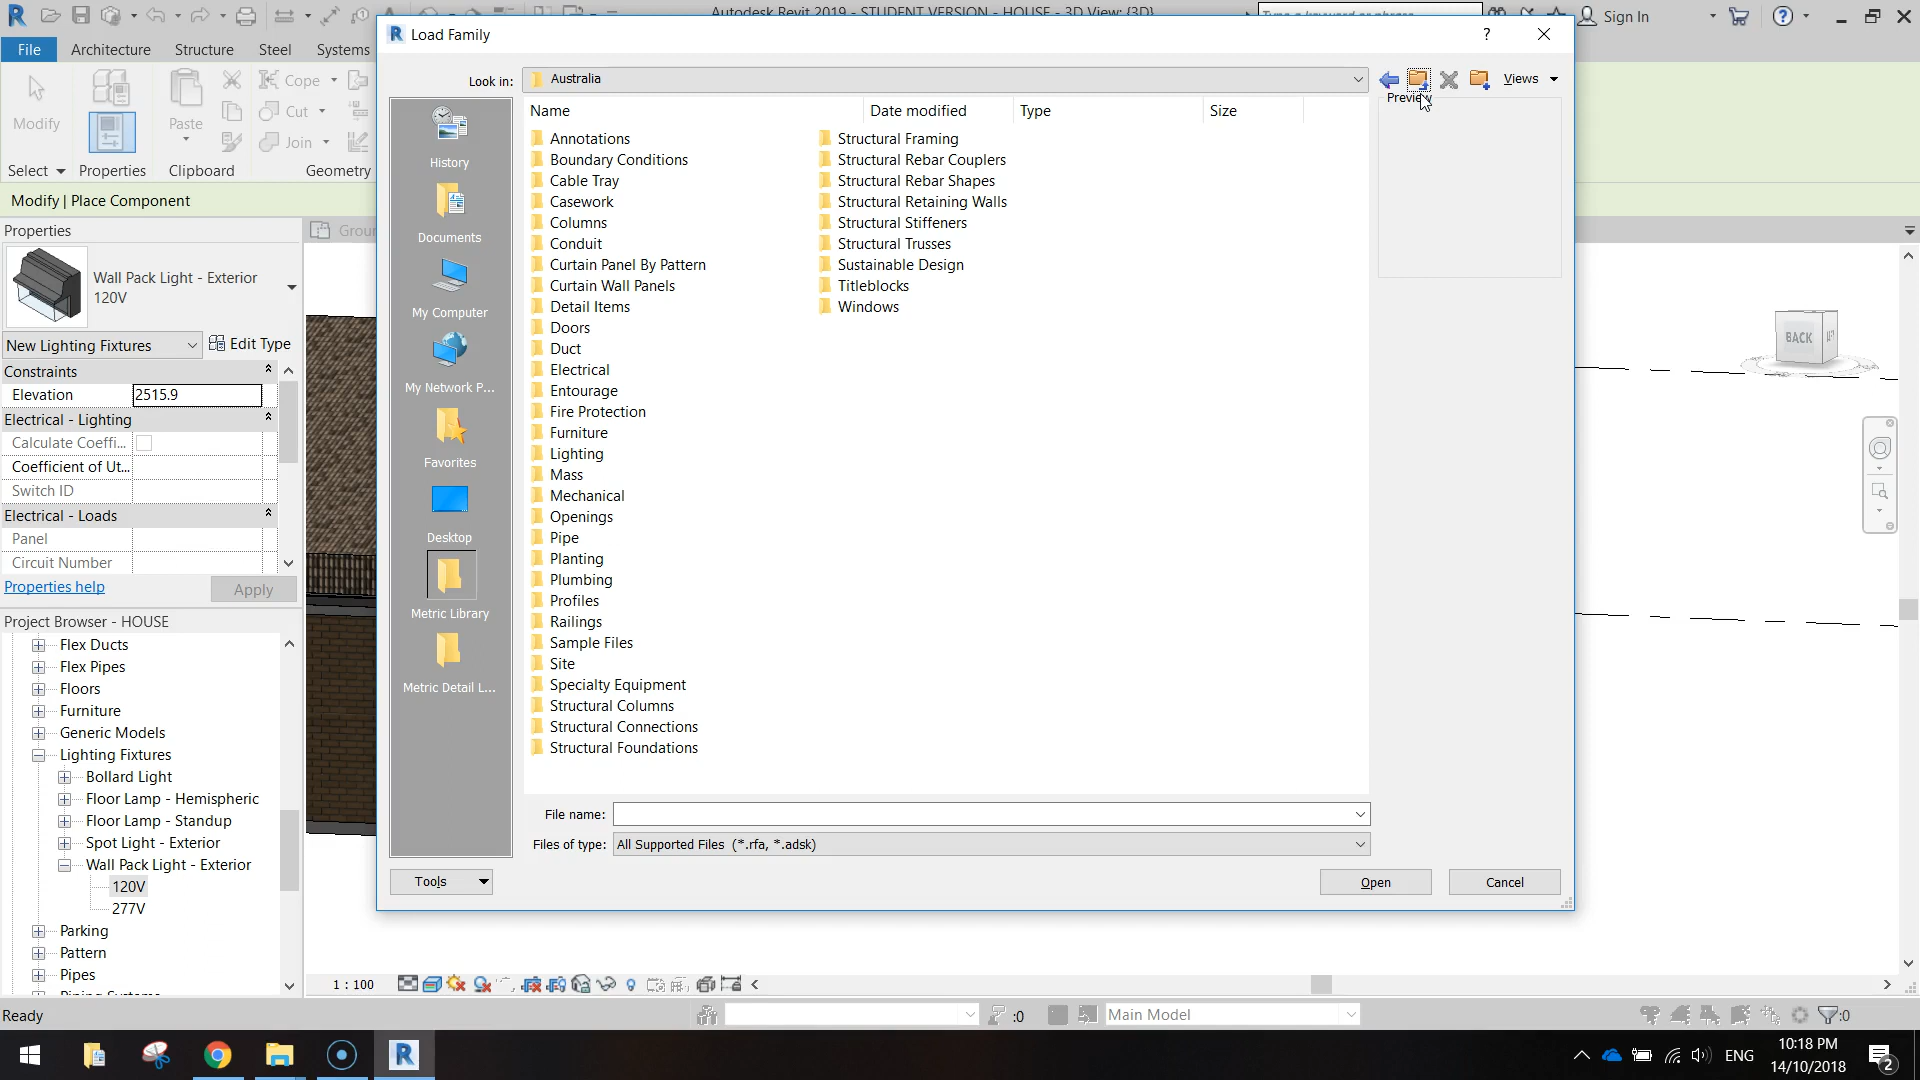 Autodesk Revit 2019 - STUDENT VERSION - HOUSE - 3D View: {3D}
Sign In
File
Architecture
Structure
Steel
Systems
Modify
Paste
Cope
Cut
Join
Select
Properties
Clipboard
Geometry
Modify | Place Component
Properties
Wall Pack Light - Exterior
120V
New Lighting Fixtures
Edit Type
Constraints
Elevation
2515.9
Electrical - Lighting
Calculate Coeffi...
Coefficient of Ut...
Switch ID
Electrical - Loads
Panel
Circuit Number
Properties help
Apply
Project Browser - HOUSE
Flex Ducts
Flex Pipes
Floors
Furniture
Generic Models
Lighting Fixtures
Bollard Light
Floor Lamp - Hemispheric
Floor Lamp - Standup
Spot Light - Exterior
Wall Pack Light - Exterior
120V
277V
Parking
Pattern
Pipes
Load Family
?
Look in:
Australia
Views
Preview
History
Documents
My Computer
My Network P...
Favorites
Desktop
Metric Library
Metric Detail L...
Name
Date modified
Type
Size
Annotations
Boundary Conditions
Cable Tray
Casework
Columns
Conduit
Curtain Panel By Pattern
Curtain Wall Panels
Detail Items
Doors
Duct
Electrical
Entourage
Fire Protection
Furniture
Lighting
Mass
Mechanical
Openings
Pipe
Planting
Plumbing
Profiles
Railings
Sample Files
Site
Specialty Equipment
Structural Columns
Structural Connections
Structural Foundations
Structural Framing
Structural Rebar Couplers
Structural Rebar Shapes
Structural Retaining Walls
Structural Stiffeners
Structural Trusses
Sustainable Design
Titleblocks
Windows
File name:
Files of type:
All Supported Files (*.rfa, *.adsk)
Tools
Open
Cancel
BACK
1 : 100
Ready
:0
Main Model
:0
ENG
10:18 PM
14/10/2018
2